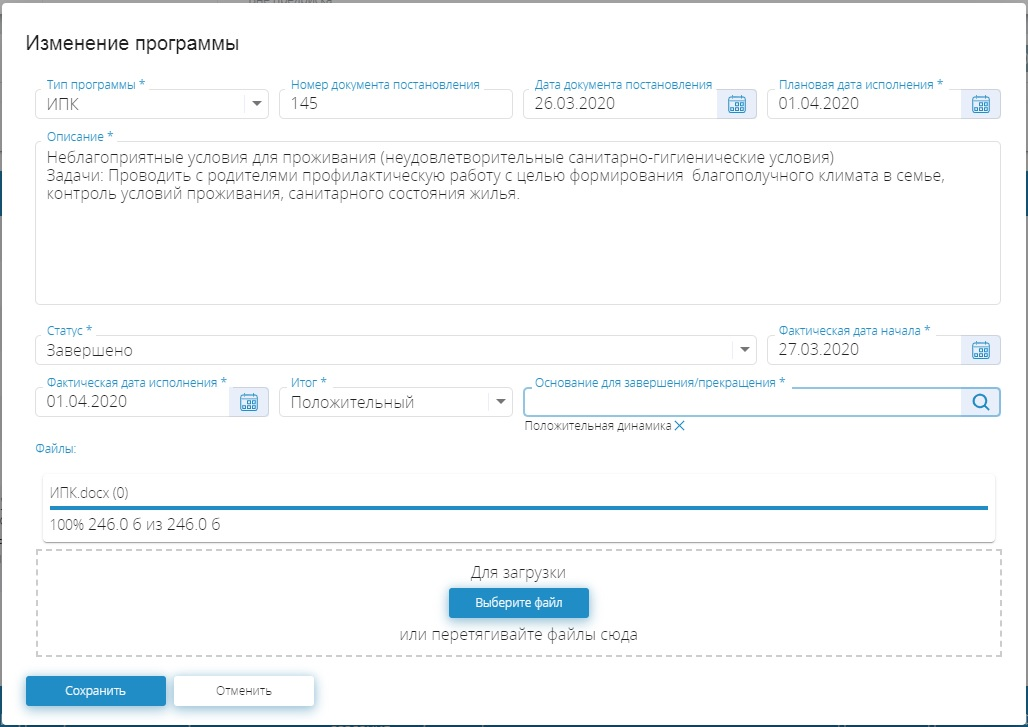 Изменение программы
Тип программы *
ИПК
Номер документа постановления
145
Дата документа постановления
26.03.2020
Плановая дата исполнения *
01.04.2020
Описание *
Неблагоприятные условия для проживания (неудовлетворительные санитарно-гигиенические условия)
Задачи: Проводить с родителями профилактическую работу с целью формирования благополучного климата в семье,
контроль условий проживания, санитарного состояния жилья.
Статус *
Завершено
Фактическая дата начала *
27.03.2020
Фактическая дата исполнения *
01.04.2020
Итог *
Положительный
Основание для завершения/прекращения *
Положительная динамика
Файлы:
ИПК.docx (0)
100% 246.0 б из 246.0 б
Для загрузки
Выберите файл
или перетягивайте файлы сюда
Сохранить
Отменить